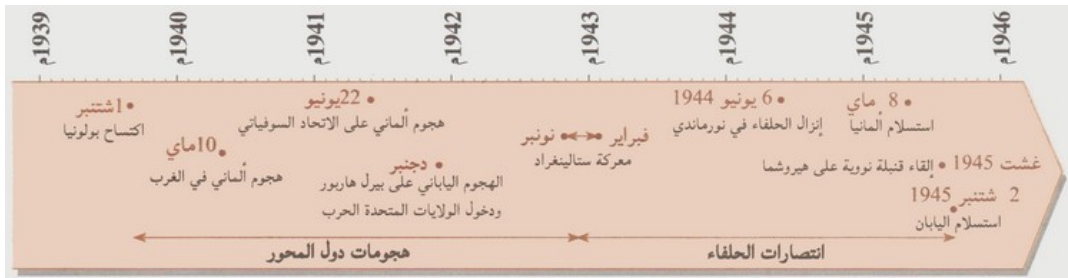 1939م
1940م
1941م
1942م
1943م
1944م
1945م
1946م
1شتنبر
اكتساح بولونيا
10ماي
هجوم ألماني في الغرب
22يونيو
هجوم ألماني على الاتحاد السوفياتي
دجنبر
الهجوم الياباني على بيرل هاربور
ودخول الولايات المتحدة الحرب
نونبر
فبراير
معركة ستالينغراد
6 يونيو 1944
إنزال الحلفاء في نورماندي
8 ماي
استسلام ألمانيا
غشت 1945
إلقاء قنبلة نووية على هيروشما
2 شتنبر 1945
استسلام اليابان
هجومات دول المحور
انتصارات الحلفاء